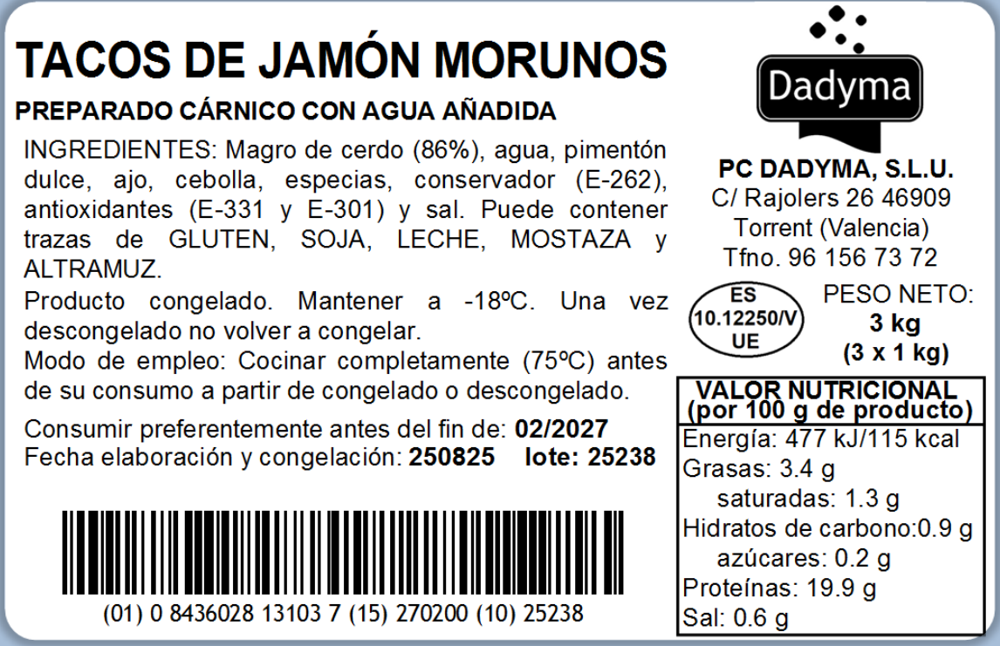 TACOS DE JAMÓN MORUNOS
PREPARADO CÁRNICO CON AGUA AÑADIDA
INGREDIENTES: Magro de cerdo (86%), agua, pimentón
dulce, ajo, cebolla, especias, conservador (E-262),
antioxidantes (E-331 y E-301) y sal. Puede contener
trazas de GLUTEN, SOJA, LECHE, MOSTAZA y
ALTRAMUZ.
Producto congelado. Mantener a -18ºC. Una vez
descongelado no volver a congelar.
Modo de empleo: Cocinar completamente (75ºC) antes
de su consumo a partir de congelado o descongelado.
Consumir preferentemente antes del fin de: 02/2027
Fecha elaboración y congelación: 250825 lote: 25238
(01) 0 8436028 13103 7 (15) 270200 (10) 25238
Dadyma
PC DADYMA, S.L.U.
C/ Rajolers 26 46909
Torrent (Valencia)
Tfno. 96 156 73 72
ES
10.12250/V
UE
PESO NETO:
3 kg
(3 x 1 kg)
VALOR NUTRICIONAL
(por 100 g de producto)
Energía: 477 kJ/115 kcal
Grasas: 3.4 g
saturadas: 1.3 g
Hidratos de carbono:0.9 g
azúcares: 0.2 g
Proteínas: 19.9 g
Sal: 0.6 g